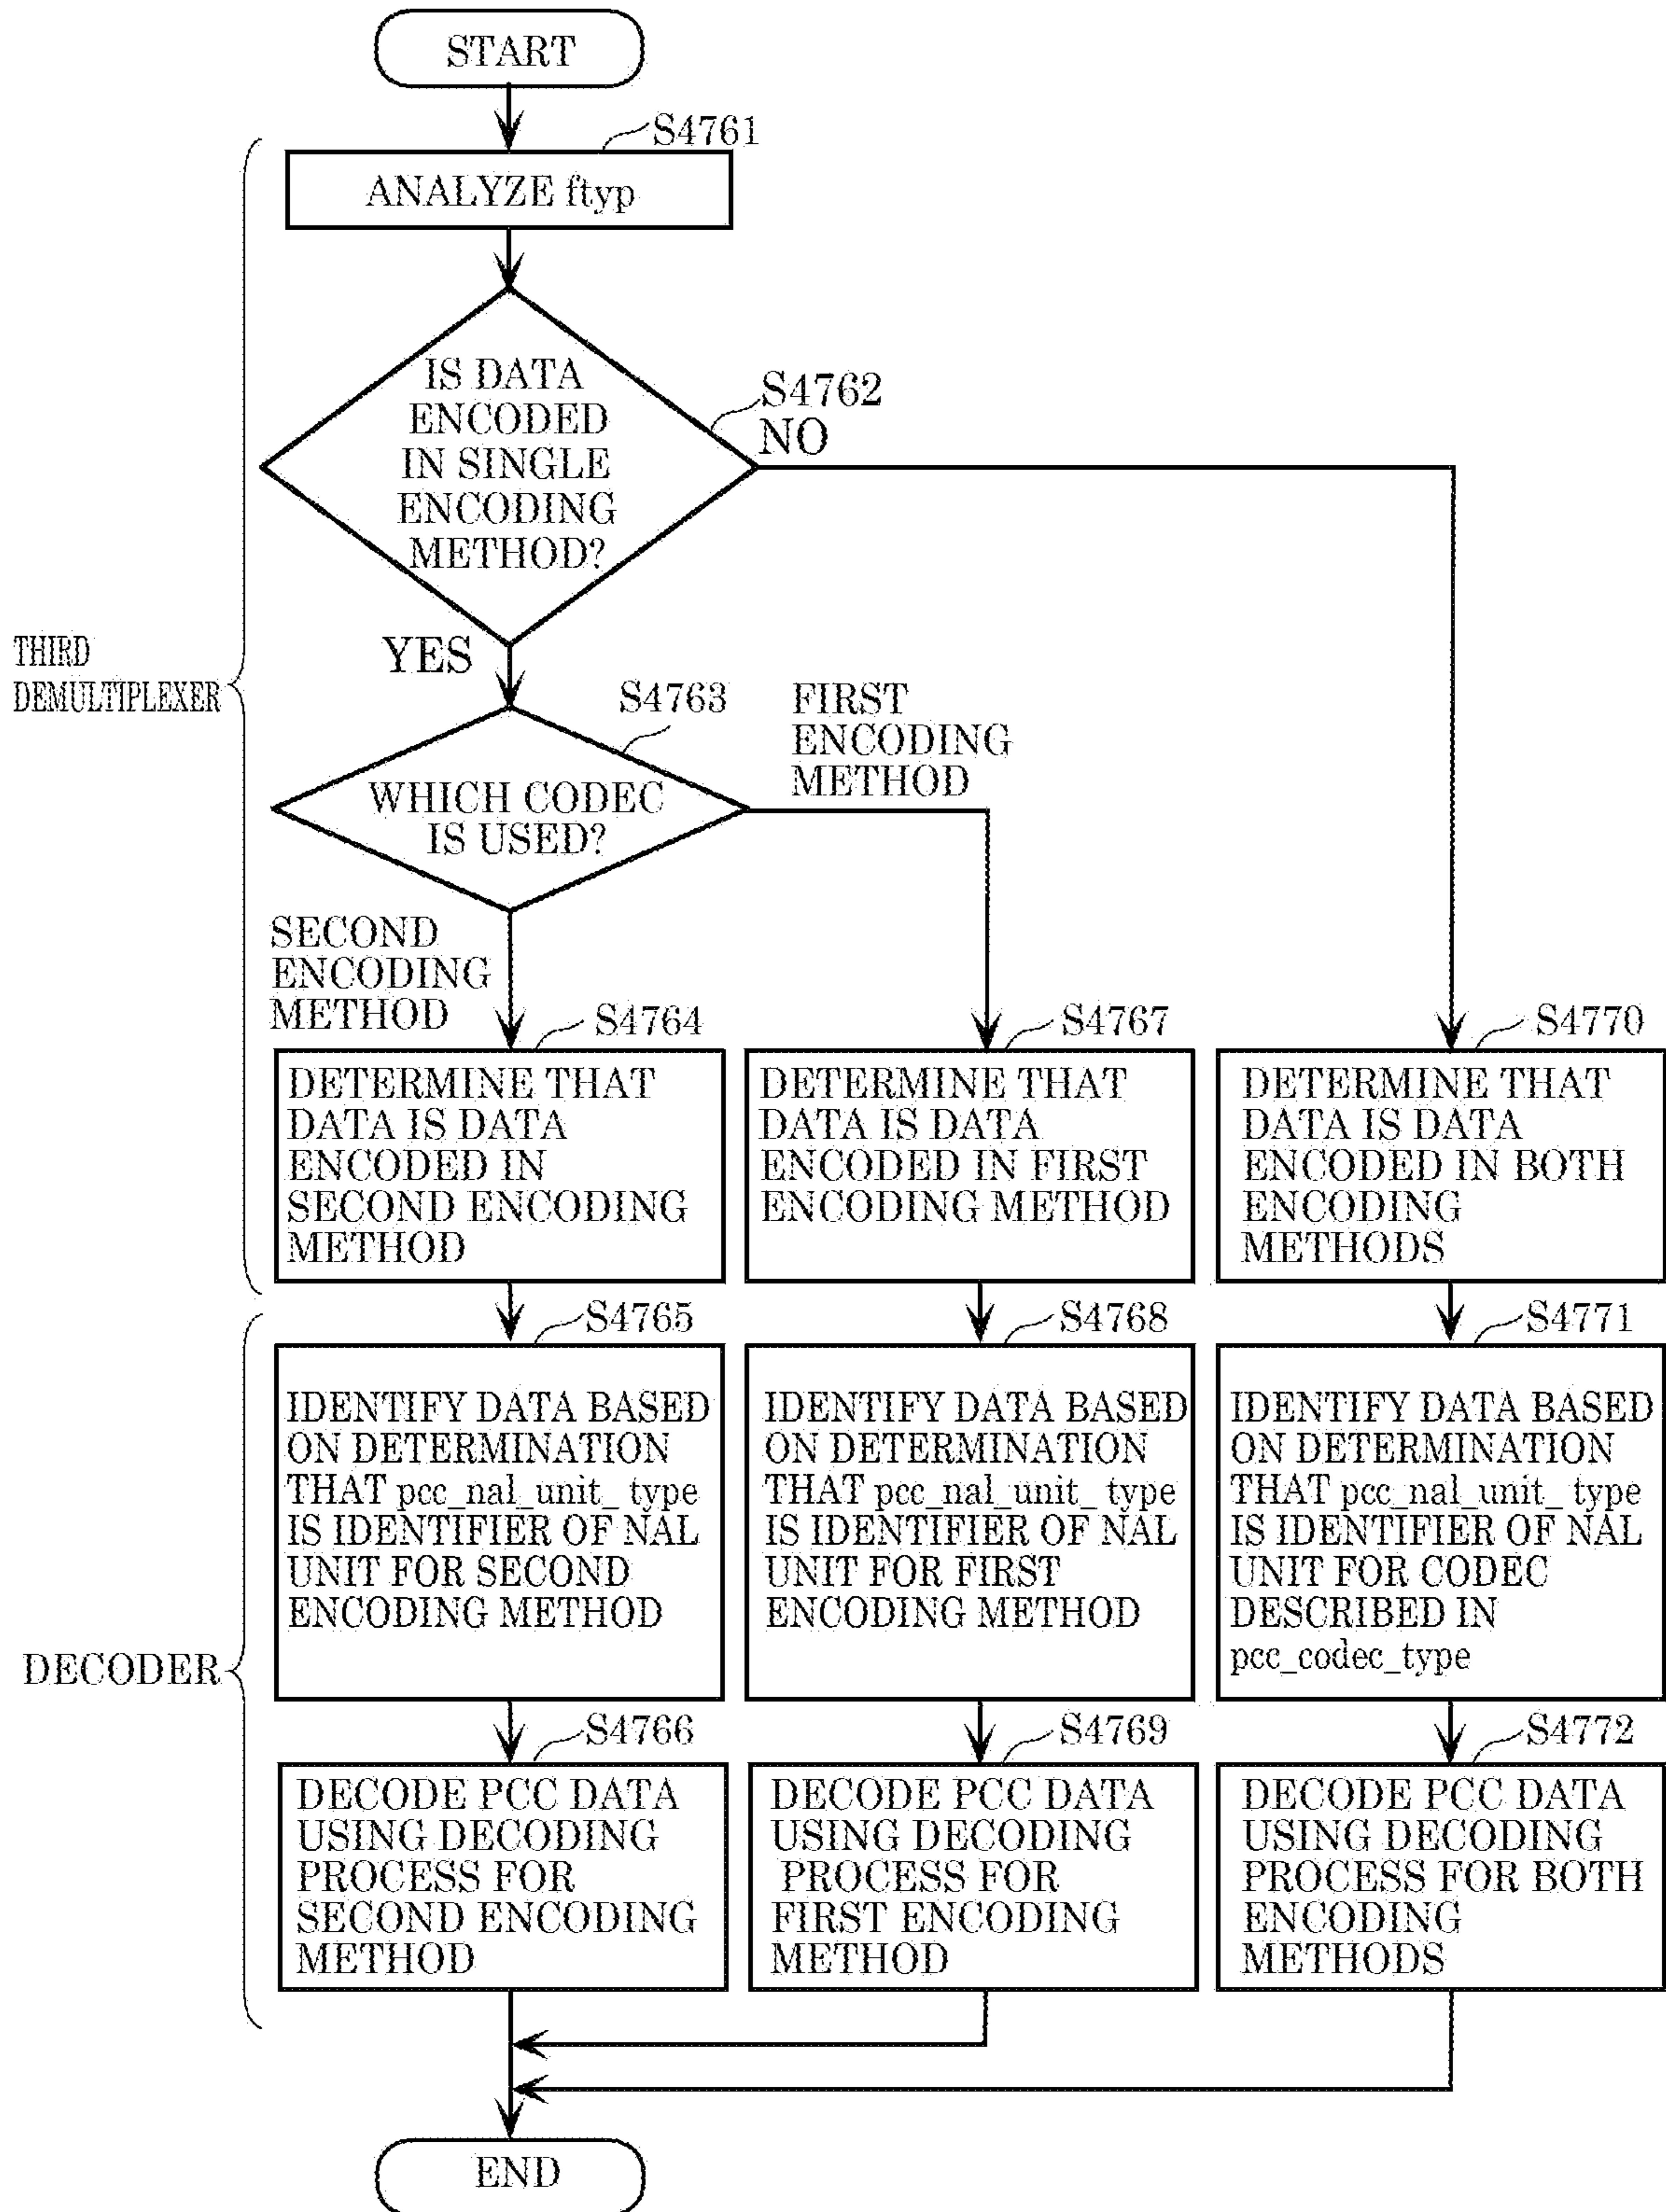 START
S4761
ANALYZE ftyp
IS DATA
ENCODED
IN SINGLE
ENCODING
METHOD?
S4762
NO
YES
THIRD
DEMULTIPLEXER
S4763
FIRST
ENCODING
METHOD
WHICH CODEC
IS USED?
SECOND
ENCODING
METHOD
S4764
DETERMINE THAT
DATA IS DATA
ENCODED IN
SECOND ENCODING
METHOD
S4767
DETERMINE THAT
DATA IS DATA
ENCODED IN FIRST
ENCODING METHOD
S4770
DETERMINE THAT
DATA IS DATA
ENCODED IN BOTH
ENCODING
METHODS
DECODER
S4765
IDENTIFY DATA BASED
ON DETERMINATION
THAT pcc_nal_unit_ type
IS IDENTIFIER OF NAL
UNIT FOR SECOND
ENCODING METHOD
S4768
IDENTIFY DATA BASED
ON DETERMINATION
THAT pcc_nal_unit_ type
IS IDENTIFIER OF NAL
UNIT FOR FIRST
ENCODING METHOD
S4771
IDENTIFY DATA BASED
ON DETERMINATION
THAT pcc_nal_unit_ type
IS IDENTIFIER OF NAL
UNIT FOR CODEC
DESCRIBED IN
pcc_codec_type
S4766
DECODE PCC DATA
USING DECODING
PROCESS FOR
SECOND ENCODING
METHOD
S4769
DECODE PCC DATA
USING DECODING
PROCESS FOR
FIRST ENCODING
METHOD
S4772
DECODE PCC DATA
USING DECODING
PROCESS FOR BOTH
ENCODING
METHODS
END